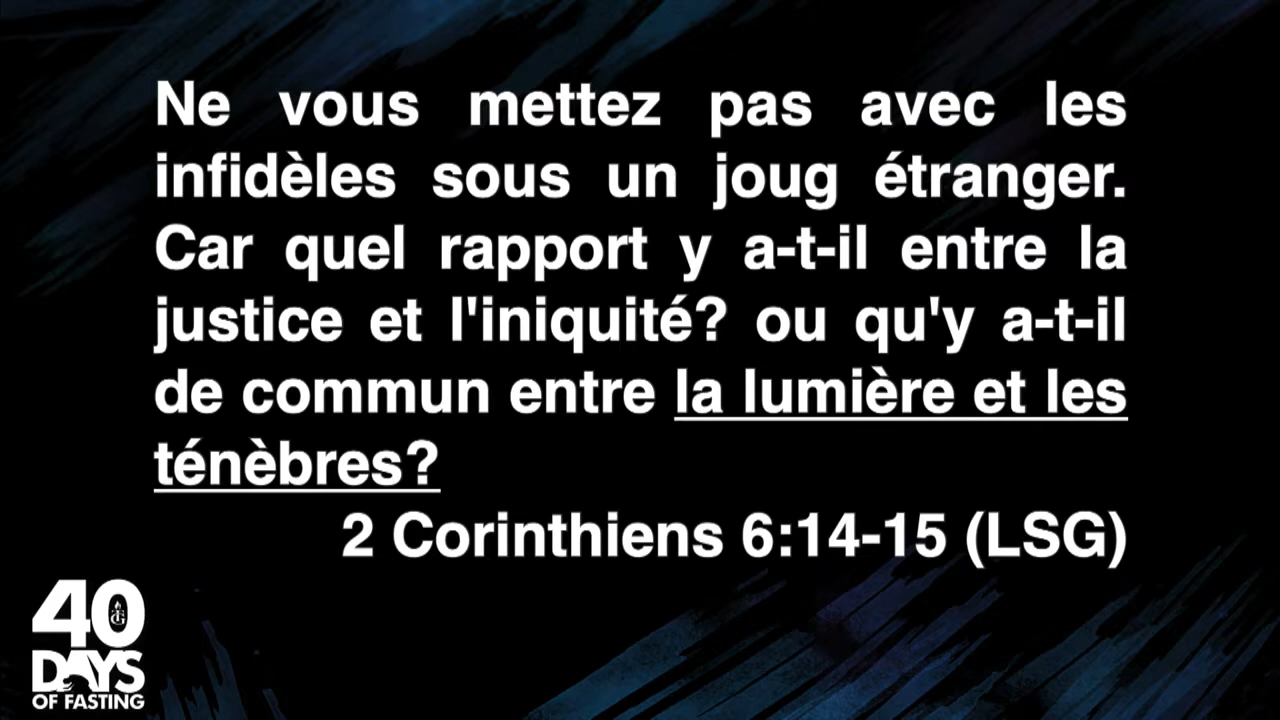 Ne vous mettez pas avec les
infidèles sous un joug étranger.
Car quel rapport y a-t-il entre la
justice et l'iniquité? ou qu'y a-t-il
de commun entre la lumière et les
ténèbres?
2 Corinthiens 6:14-15 (LSG)
40
DAYS
OF FASTING